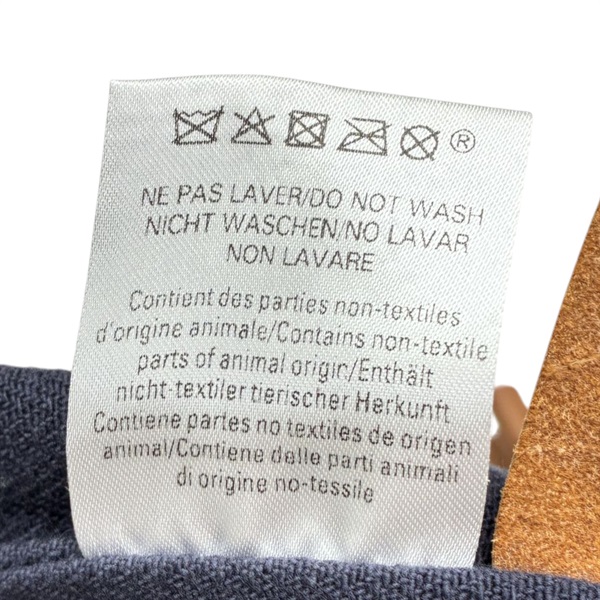 ®
NE PAS LAVER/DO NOT WASH
NICHT WASCHEN/NO LAVAR
NON LAVARE
Contient des parties non-textiles
d'origine animale/Contains non-textile
parts of animal origin/Enthält
nicht-textiler tierischer Herkunft
Contiene partes no textiles de origen
animal/Contiene delle parti animali
di origine no-tessile